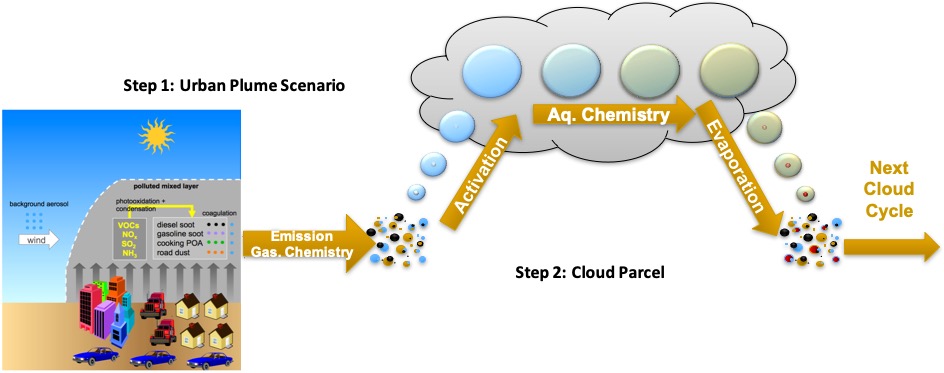 Step 1: Urban Plume Scenario
polluted mixed layer
photooxidation +
condensation
coagulation
background aerosol
wind
VOCs
NOx
SO2
NH3
diesel soot
gasoline soot
cooking POA
road dust
Emission
Gas. Chemistry
Activation
Aq. Chemistry
Evaporation
Next
Cloud
Cycle
Step 2: Cloud Parcel